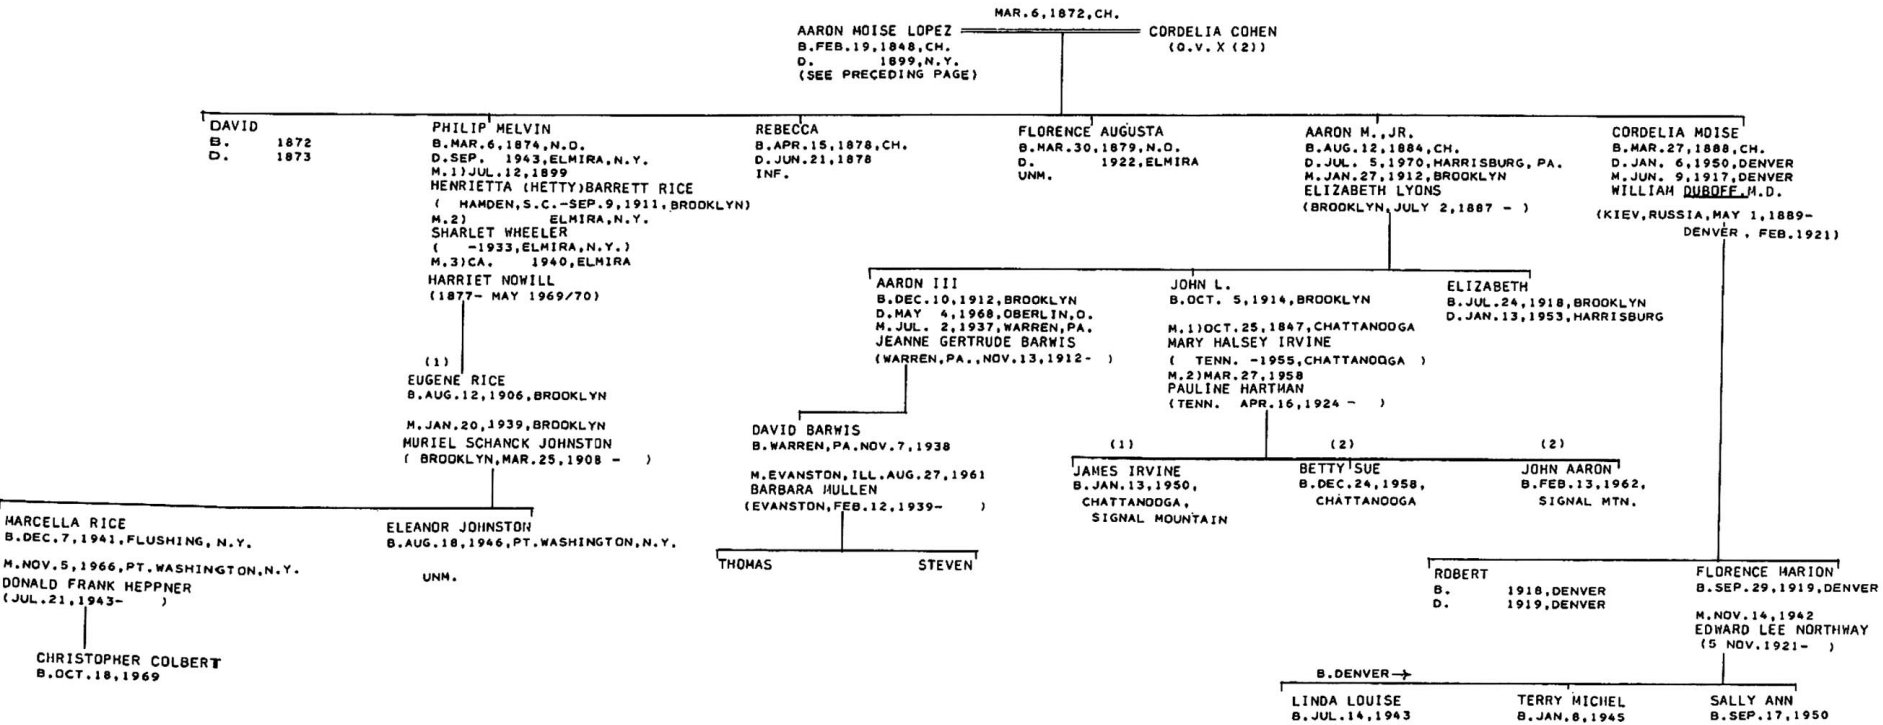 MAR.6,1872,CH.
AARON MOISE LOPEZ
B.FEB.19,1848,CH.
D. 1899,N.Y.
(SEE PRECEDING PAGE)
CORDELIA COHEN
(Q.V. X (2))
DAVID
B. 1872
D. 1873
PHILIP MELVIN
B.MAR.6,1874,N.O.
D.SEP. 1943,ELMIRA,N.Y.
M.1)JUL.12,1899
HENRIETTA (HETTY)BARRETT RICE
( HAMDEN,S.C.-SEP.9,1911,BROOKLYN)
M.2) ELMIRA,N.Y.
SHARLET WHEELER
( -1933,ELMIRA,N.Y.)
M.3)CA. 1940,ELMIRA
HARRIET NOWILL
(1877- MAY 1969/70)
REBECCA
B.APR.15,1878,CH.
D.JUN.21,1878
INF.
FLORENCE AUGUSTA
B.MAR.30,1879,N.O.
D. 1922,ELMIRA
UNM.
AARON M.,JR.
B.AUG.12,1884,CH.
D.JUL. 5,1970,HARRISBURG,PA.
M.JAN.27,1912,BROOKLYN
ELIZABETH LYONS
(BROOKLYN,JULY 2,1887 - )
CORDELIA MOISE
B.MAR.27,1888,CH.
D.JAN. 6,1950,DENVER
M.JUN. 9,1917,DENVER
WILLIAM DUBOFF,M.D.
(KIEV,RUSSIA,MAY 1,1889-
DENVER , FEB.1921)
AARON III
B.DEC.10,1912,BROOKLYN
D.MAY 4,1968,OBERLIN,O.
M.JUL. 2,1937,WARREN,PA.
JEANNE GERTRUDE BARWIS
(WARREN,PA.,NOV.13,1912- )
JOHN L.
B.OCT. 5,1914,BROOKLYN
M.1)OCT.25,1847,CHATTANOOGA
MARY HALSEY IRVINE
( TENN. -1955,CHATTANOOGA )
M.2)MAR.27,1958
PAULINE HARTMAN
(TENN. APR.16,1924 - )
ELIZABETH
B.JUL.24,1918,BROOKLYN
D.JAN.13,1953,HARRISBURG
(1)
EUGENE RICE
B.AUG.12,1906,BROOKLYN
M.JAN.20,1939,BROOKLYN
MURIEL SCHANCK JOHNSTON
( BROOKLYN,MAR.25,1908 - )
DAVID BARWIS
B.WARREN,PA.NOV.7,1938
M.EVANSTON,ILL.AUG.27,1961
BARBARA MULLEN
(EVANSTON,FEB.12,1939- )
(1)
JAMES IRVINE
B.JAN.13,1950,
CHATTANOOGA,
SIGNAL MOUNTAIN
(2)
BETTY SUE
B.DEC.24,1958,
CHATTANOOGA
(2)
JOHN AARON
B.FEB.13,1962,
SIGNAL MTN.
MARCELLA RICE
B.DEC.7,1941,FLUSHING, N.Y.
M.NOV.5,1966,PT.WASHINGTON,N.Y.
DONALD FRANK HEPPNER
(JUL.21,1943- )
ELEANOR JOHNSTON
B.AUG.18,1946,PT.WASHINGTON,N.Y.
UNM.
THOMAS
STEVEN
ROBERT
B. 1918,DENVER
D. 1919,DENVER
FLORENCE MARION
B.SEP.29,1919,DENVER
M.NOV.14,1942
EDWARD LEE NORTHWAY
(5 NOV.1921- )
CHRISTOPHER COLBERT
B.OCT.18,1969
B.DENVER→
LINDA LOUISE
B.JUL.14,1943
TERRY MICHEL
B.JAN.8,1945
SALLY ANN
B.SEP.17,1950